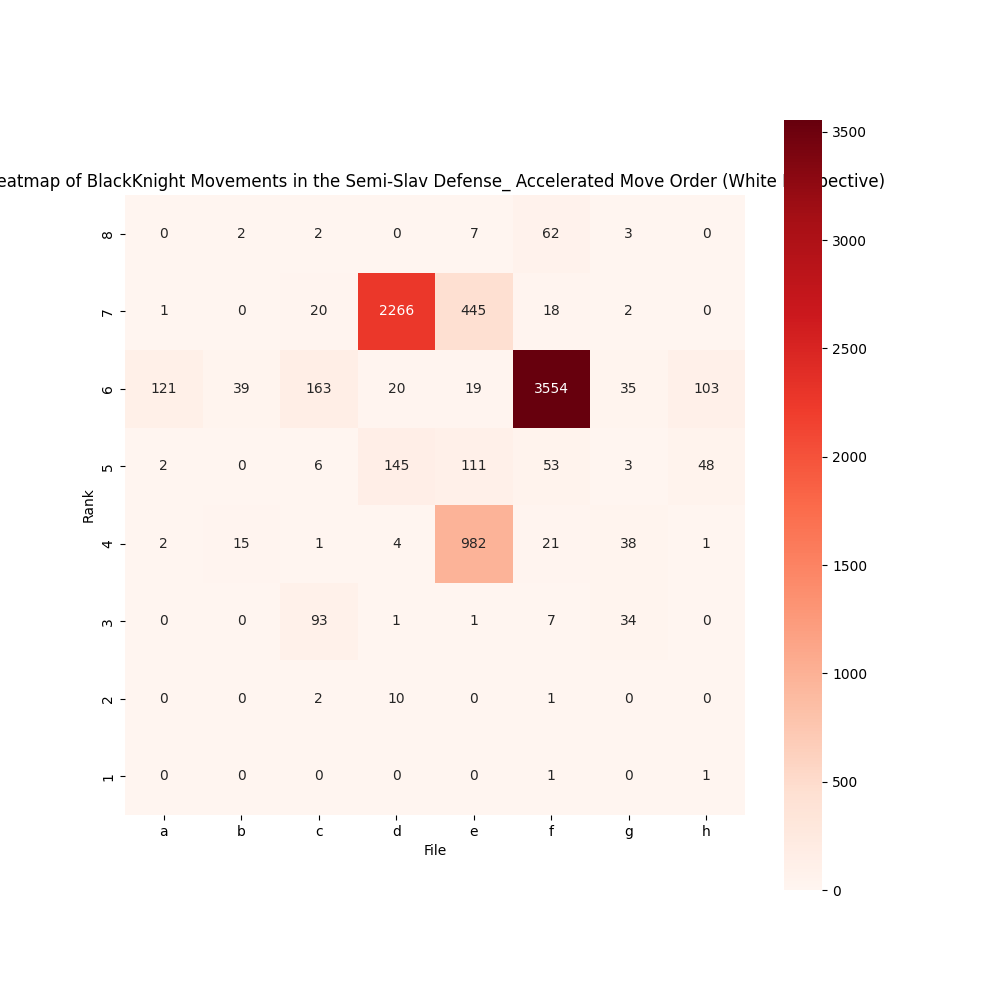 eatmap of BlackKnight Movements in the Semi-Slav Defense_ Accelerated Move Order (White pective)
3500
3000
2500
2000
1500
1000
500
0
Rank
8 0 2 2 0 7 62 3 0
7 1 0 20 2266 445 18 2 0
6 121 39 163 20 19 3554 35 103
5 2 0 6 145 111 53 3 48
4 2 15 1 4 982 21 38 1
3 0 0 93 1 1 7 34 0
2 0 0 2 10 0 1 0 0
1 0 0 0 0 0 1 0 1
a b c d e f g h
File